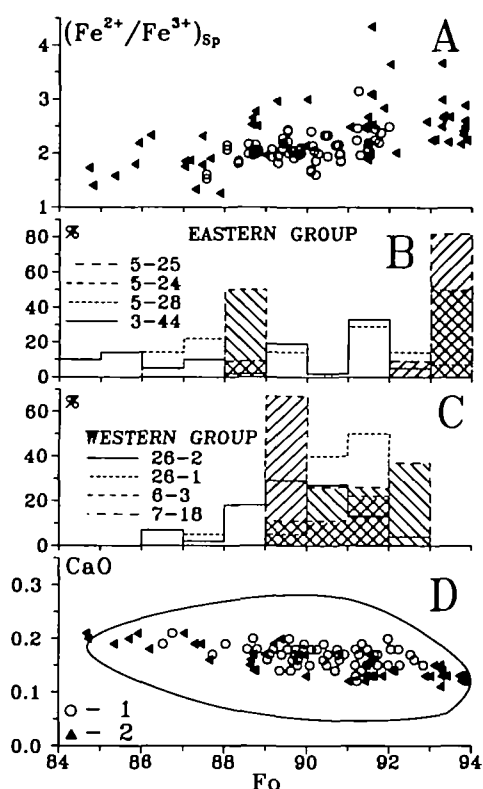 (Fe2+/Fe3+)Sp
A
4
3
2
1
%
EASTERN GROUP
B
80
60
40
20
0
5-25
5-24
5-28
3-44
%
C
60
40
20
0
WESTERN GROUP
26-2
26-1
6-3
7-18
CaO
D
0.3
0.2
0.1
0.0
1
2
84 86 88 90 92 94
Fo